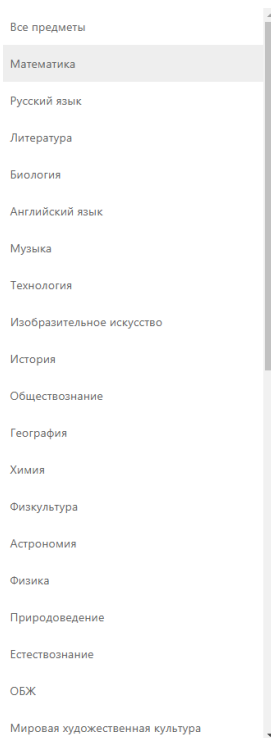 Все предметы
Математика
Русский язык
Литература
Биология
Английский язык
Музыка
Технология
Изобразительное искусство
История
Обществознание
География
Химия
Физкультура
Астрономия
Физика
Природоведение
Естествознание
ОБЖ
Мировая художественная культура